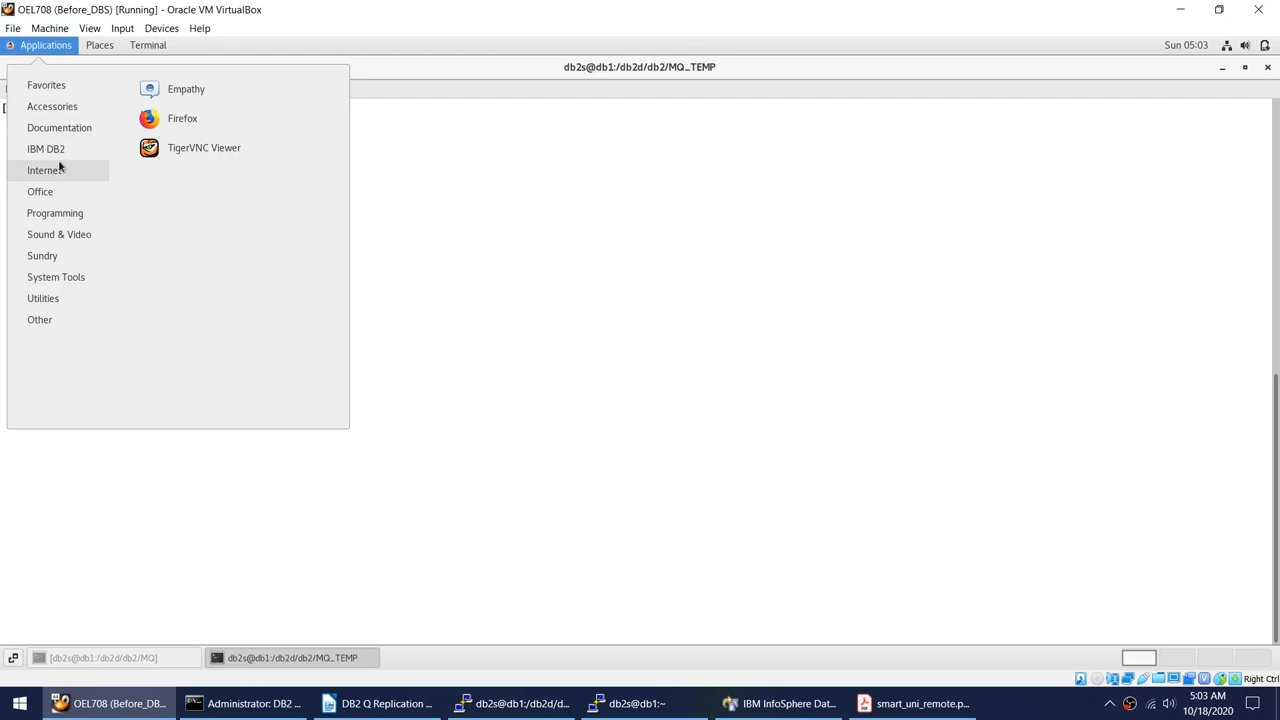 OEL708 (Before_DBS) [Running] - Oracle VM VirtualBox
File Machine View Input Devices Help
Applications Places Terminal Sun 05:03
db2s@db1:/db2d/db2/MQ_TEMP
Favorites
Accessories
Documentation
IBM DB2
Internet
Office
Programming
Sound & Video
Sundry
System Tools
Utilities
Other
Empathy
Firefox
TigerVNC Viewer
[db2s@db1:/db2d/db2/MQ] db2s@db1:/db2d/db2/MQ_TEMP
Right Ctrl
OEL708 (Before_DB... Administrator: DB2 ... DB2 Q Replication ... db2s@db1:/db2d/d... db2s@db1:~ IBM InfoSphere Dat... smart_uni_remote.p... 5:03 AM
10/18/2020